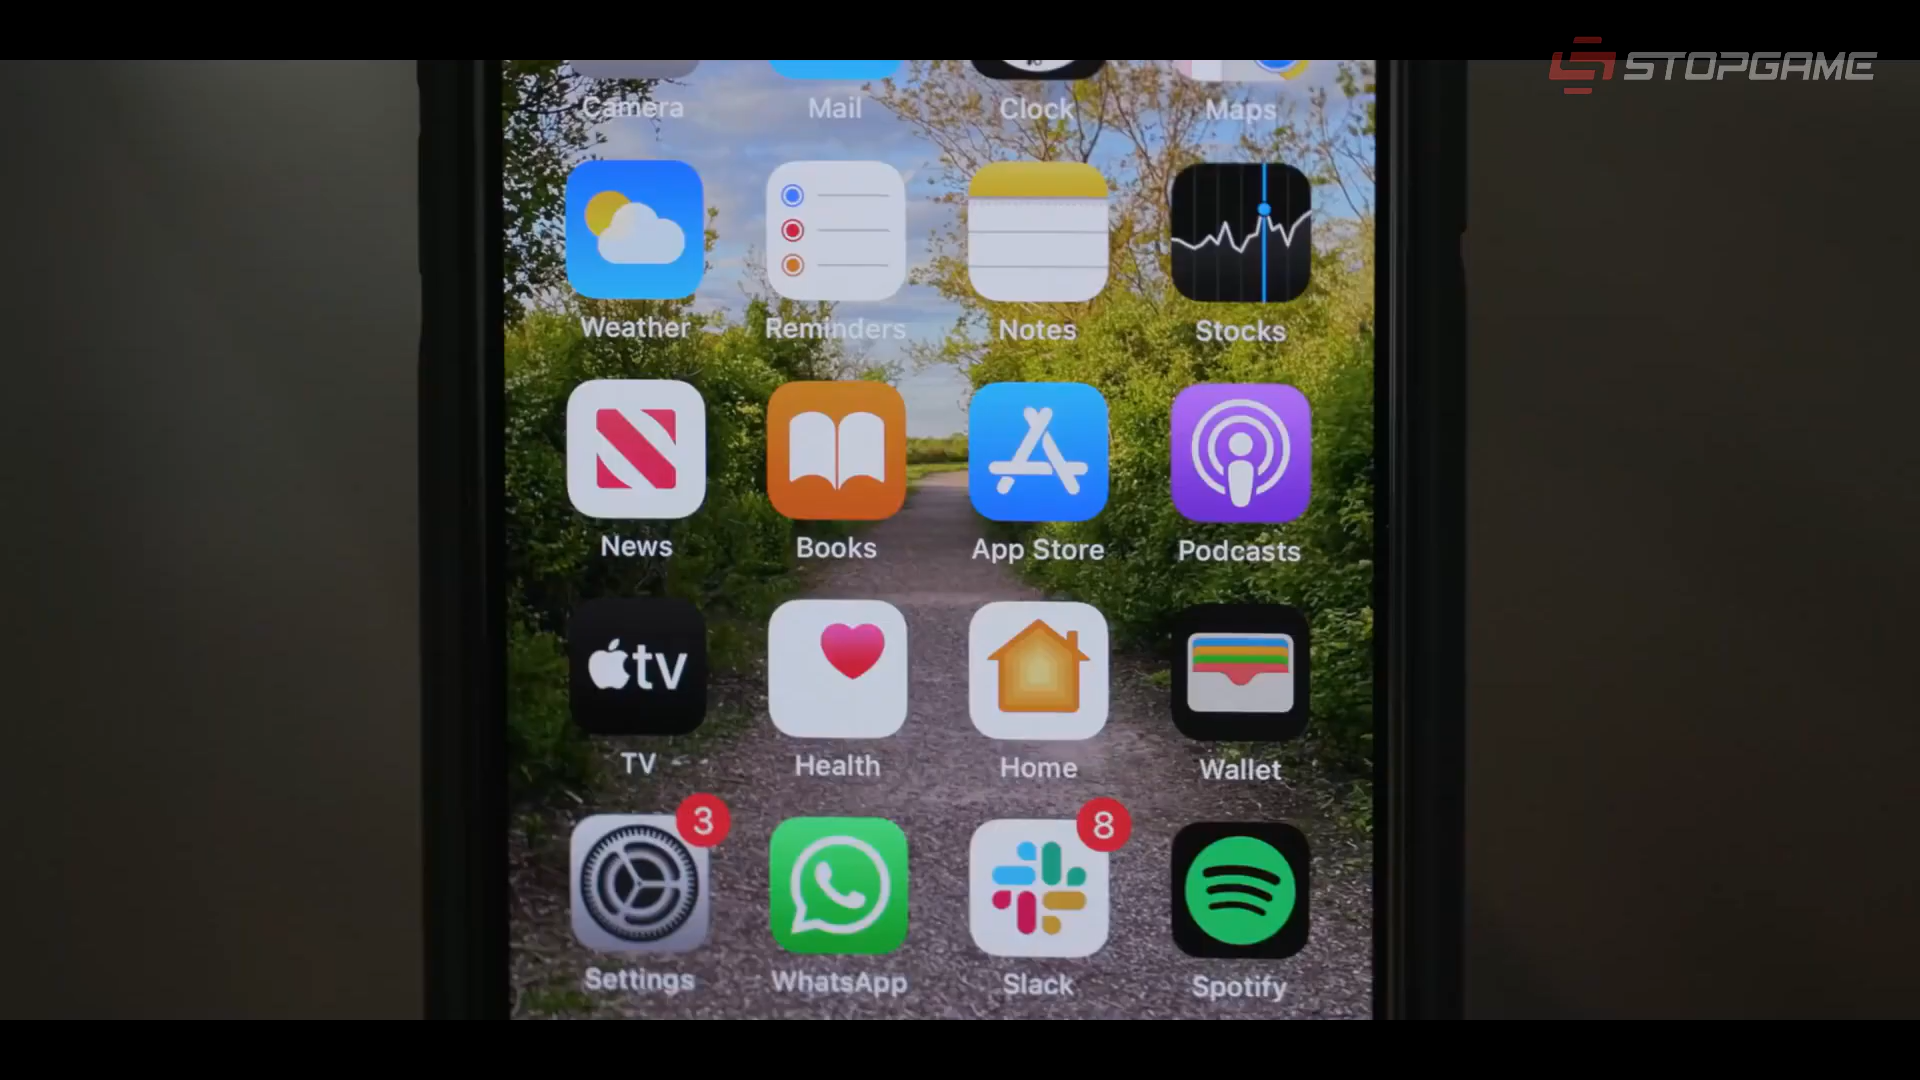 STOPGAME
Camera Mail Clock Maps
Weather Reminders Notes Stocks
News Books App Store Podcasts
tv
TV Health Home Wallet
3 8
Settings WhatsApp Slack Spotify